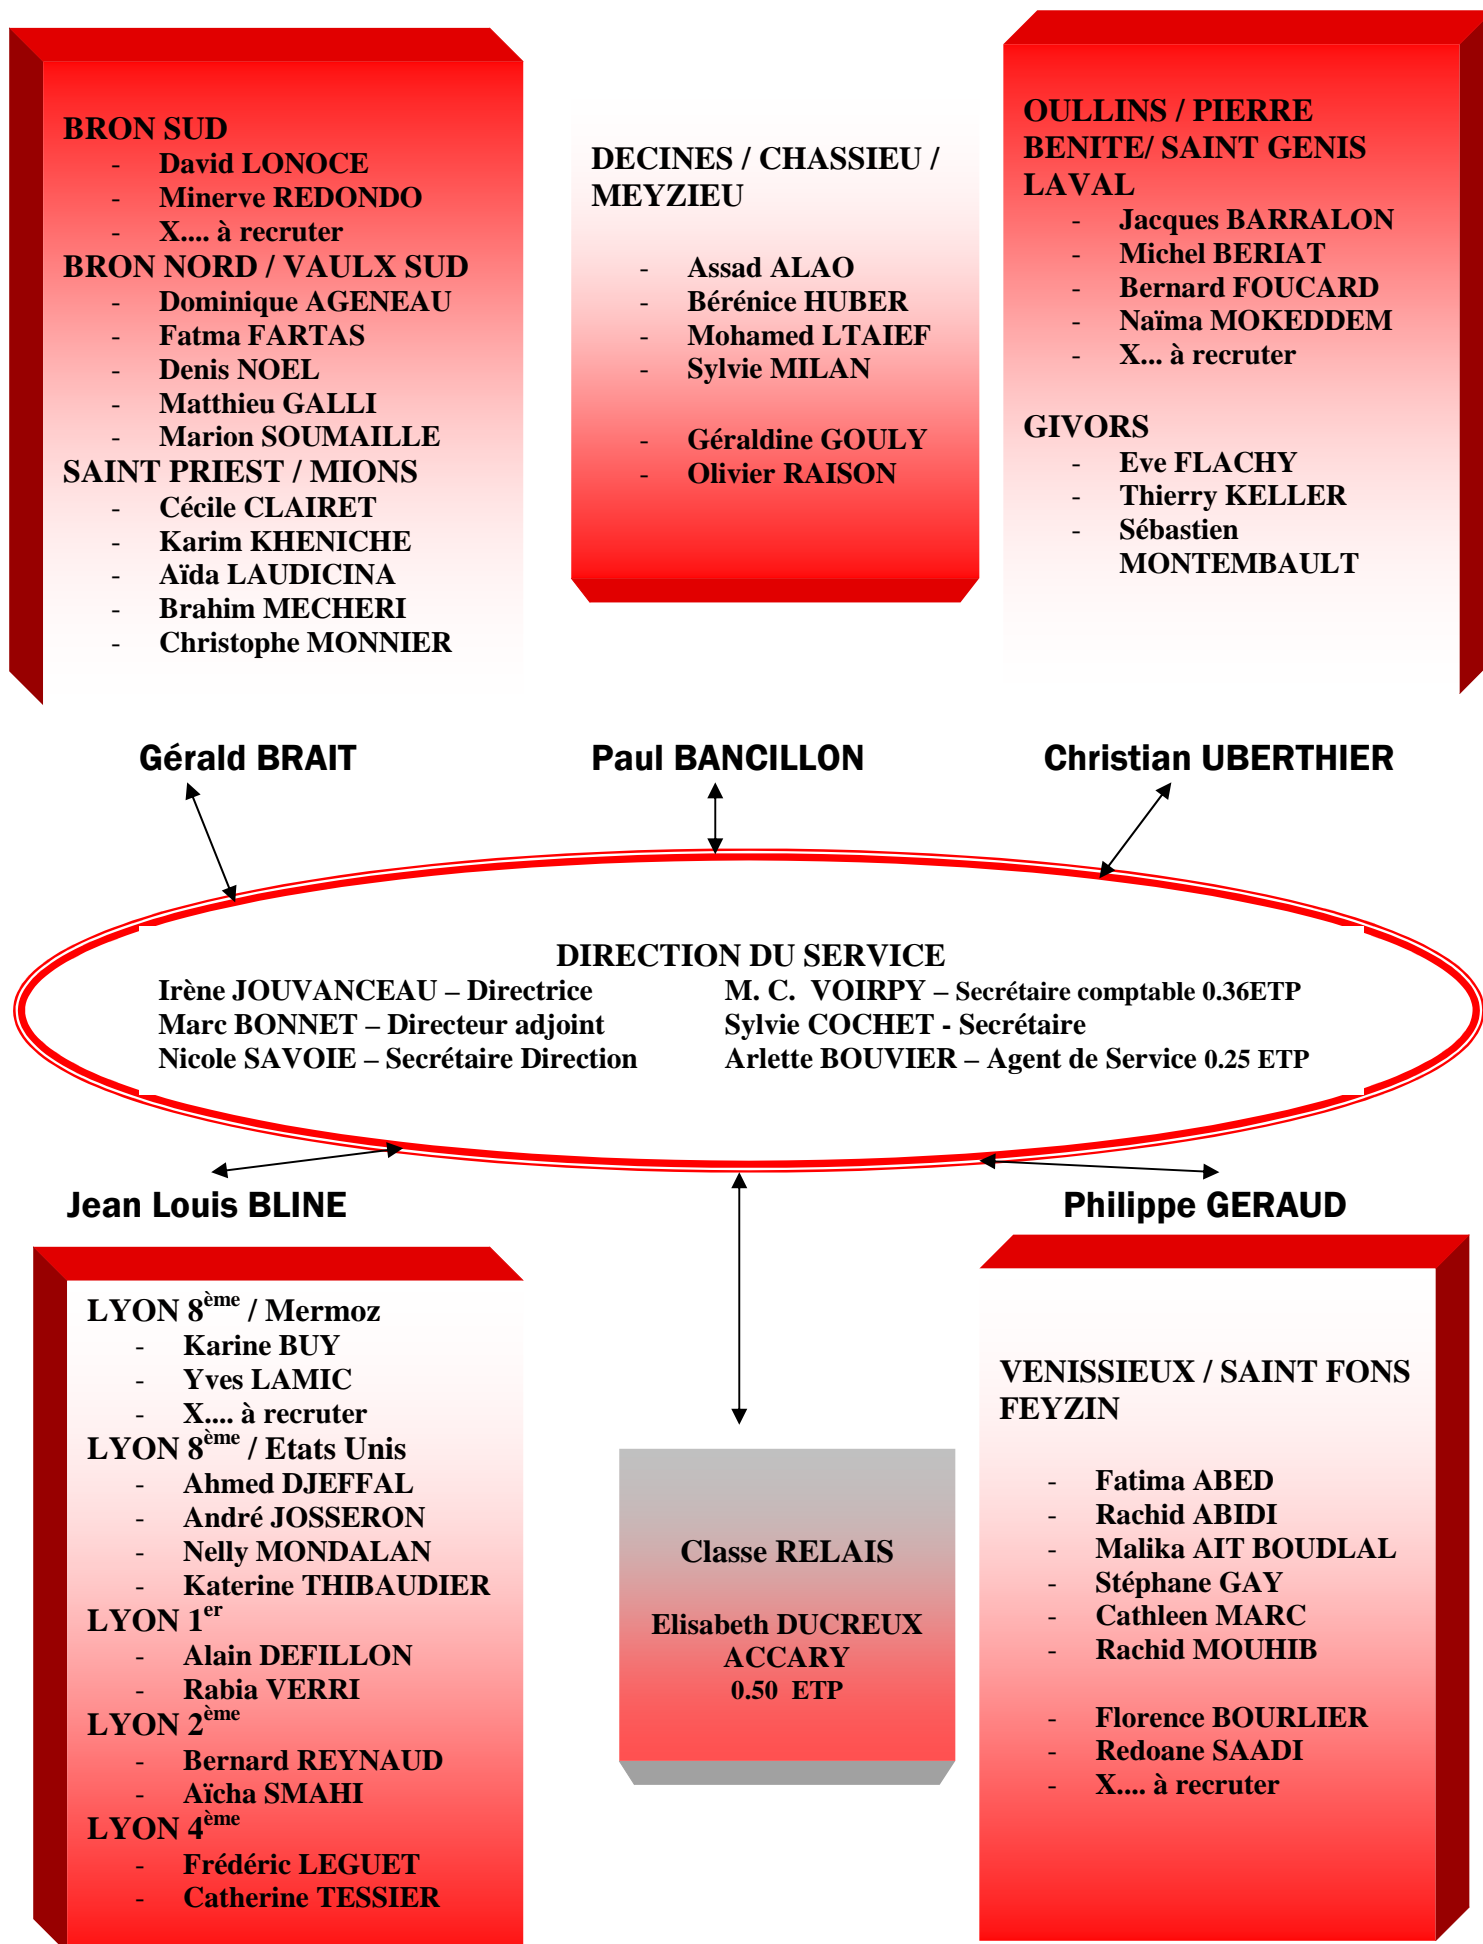 BRON SUD
- David LONOCE
- Minerve REDONDO
- X.... à recruter
BRON NORD / VAULX SUD
- Dominique AGENEAU
- Fatma FARTAS
- Denis NOEL
- Matthieu GALLI
- Marion SOUMAILLE
SAINT PRIEST / MIONS
- Cécile CLAIRET
- Karim KHENICHE
- Aïda LAUDICINA
- Brahim MECHERI
- Christophe MONNIER
DECINES / CHASSIEU /
MEYZIEU
- Assad ALAO
- Bérénice HUBER
- Mohamed LTAIEF
- Sylvie MILAN
- Géraldine GOULY
- Olivier RAISON
OULLINS / PIERRE
BENITE/ SAINT GENIS
LAVAL
- Jacques BARRALON
- Michel BERIAT
- Bernard FOUCARD
- Naïma MOKEDDEM
- X... à recruter
GIVORS
- Eve FLACHY
- Thierry KELLER
- Sébastien
MONTEMBAULT
Gérald BRAIT
Paul BANCILLON
Christian UBERTHIER
DIRECTION DU SERVICE
Irène JOUVANCEAU – Directrice
Marc BONNET – Directeur adjoint
Nicole SAVOIE – Secrétaire Direction
M. C. VOIRPY – Secrétaire comptable 0.36ETP
Sylvie COCHET - Secrétaire
Arlette BOUVIER – Agent de Service 0.25 ETP
Jean Louis BLINE
Philippe GERAUD
LYON 8ème / Mermoz
- Karine BUY
- Yves LAMIC
- X.... à recruter
LYON 8ème / Etats Unis
- Ahmed DJEFFAL
- André JOSSERON
- Nelly MONDALAN
- Katerine THIBAUDIER
LYON 1er
- Alain DEFILLON
- Rabia VERRI
LYON 2ème
- Bernard REYNAUD
- Aïcha SMAHI
LYON 4ème
- Frédéric LEGUET
- Catherine TESSIER
Classe RELAIS
Elisabeth DUCREUX
ACCARY
0.50 ETP
VENISSIEUX / SAINT FONS
FEYZIN
- Fatima ABED
- Rachid ABIDI
- Malika AIT BOUDLAL
- Stéphane GAY
- Cathleen MARC
- Rachid MOUHIB
- Florence BOURLIER
- Redoane SAADI
- X.... à recruter